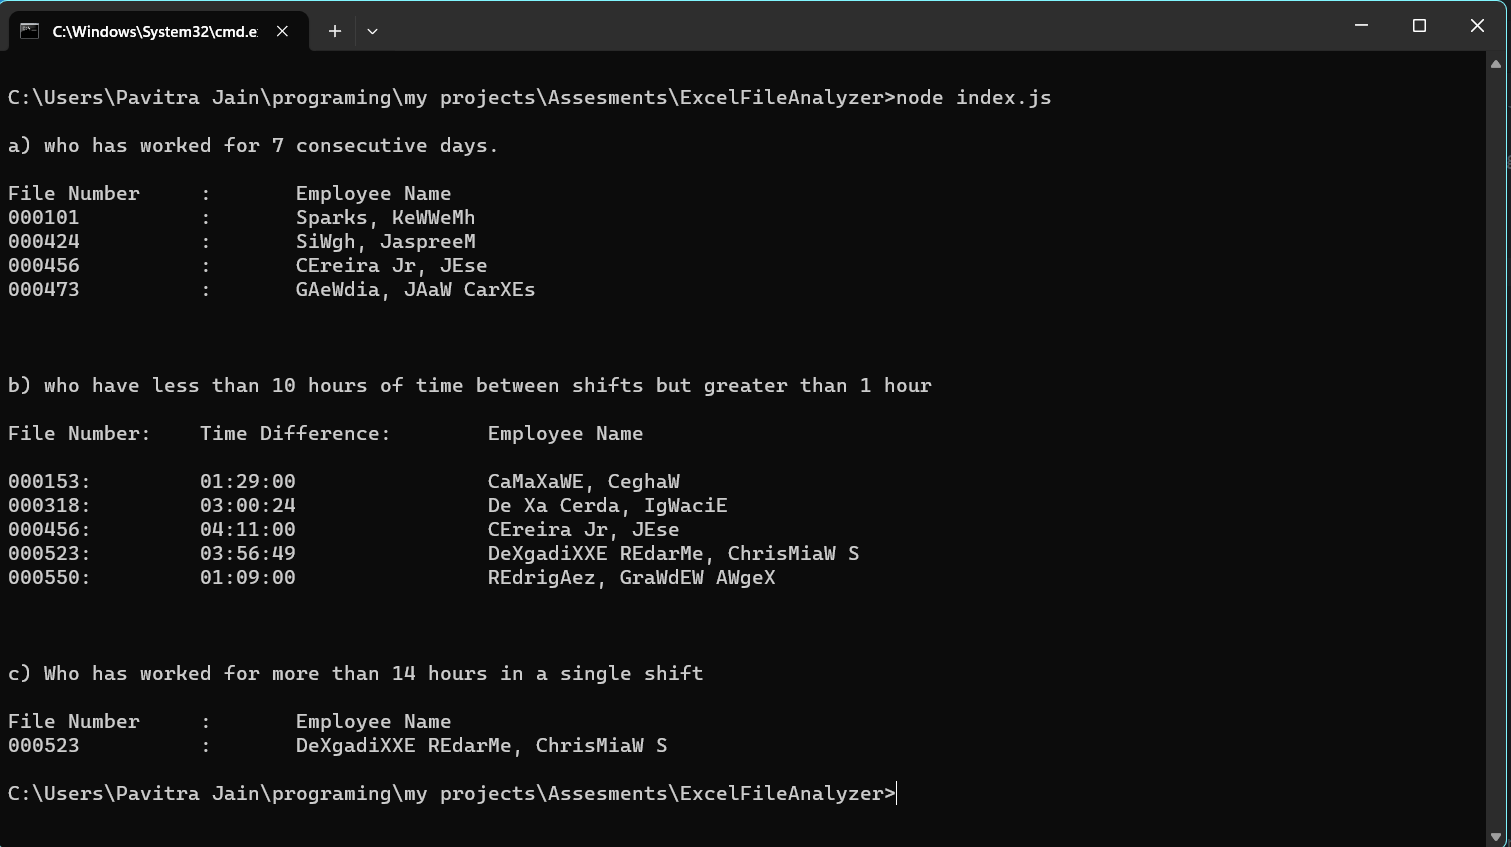 C:\Windows\System32\cmd.e
C:\Users\Pavitra Jain\programing\my projects\Assesments\ExcelFileAnalyzer>node index.js
a) who has worked for 7 consecutive days.
File Number : Employee Name
000101 : Sparks, KeWWeMh
000424 : SiWgh, JaspreeM
000456 : CEreira Jr, JEse
000473 : GAeWdia, JAaW CarXEs
b) who have less than 10 hours of time between shifts but greater than 1 hour
File Number: Time Difference: Employee Name
000153: 01:29:00 CaMaXaWE, CeghaW
000318: 03:00:24 De Xa Cerda, IgWaciE
000456: 04:11:00 CEreira Jr, JEse
000523: 03:56:49 DeXgadiXXE REdarMe, ChrisMiaW S
000550: 01:09:00 REdrigAez, GraWdEW AWgeX
c) Who has worked for more than 14 hours in a single shift
File Number : Employee Name
000523 : DeXgadiXXE REdarMe, ChrisMiaW S
C:\Users\Pavitra Jain\programing\my projects\Assesments\ExcelFileAnalyzer>